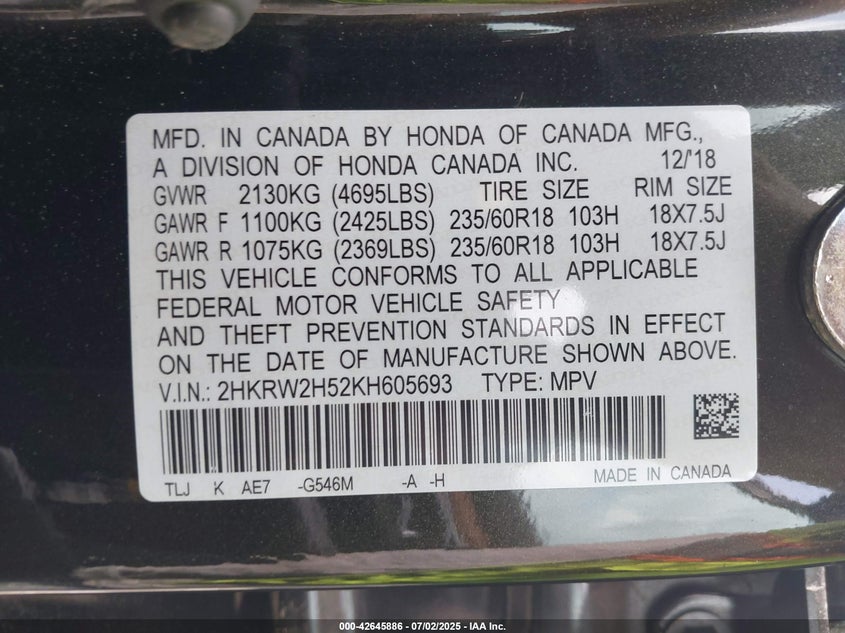 MFD. IN CANADA BY HONDA OF CANADA MFG.,
A DIVISION OF HONDA CANADA INC. 12/'18
GVWR 2130KG (4695LBS) TIRE SIZE RIM SIZE
GAWR F 1100KG (2425LBS) 235/60R18 103H 18X7.5J
GAWR R 1075KG (2369LBS) 235/60R18 103H 18X7.5J
THIS VEHICLE CONFORMS TO ALL APPLICABLE
FEDERAL MOTOR VEHICLE SAFETY
AND THEFT PREVENTION STANDARDS IN EFFECT
ON THE DATE OF MANUFACTURE SHOWN ABOVE.
V.I.N.: 2HKRW2H52KH605693 TYPE: MPV
TLJ K AE7 -G546M -A -H MADE IN CANADA
000-42645886 - 07/02/2025 - IAA Inc.